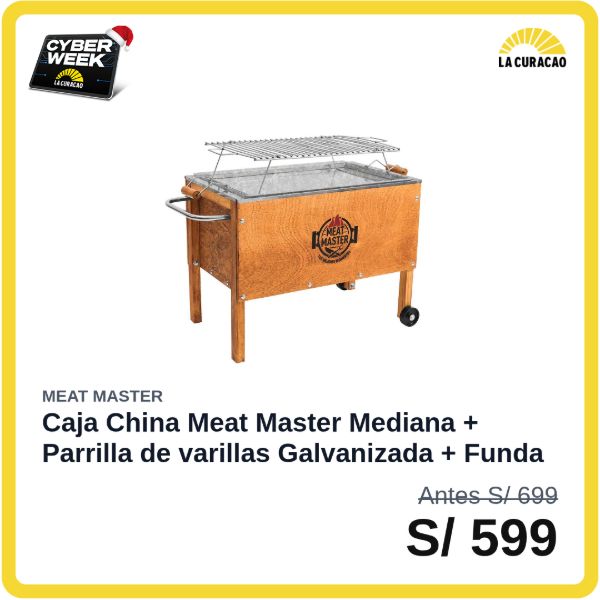 CYBER
WEEK
LA CURACAO
LA CURACAO
MEAT
MASTER
MEAT MASTER
Caja China Meat Master Mediana +
Parrilla de varillas Galvanizada + Funda
Antes S/ 699
S/ 599